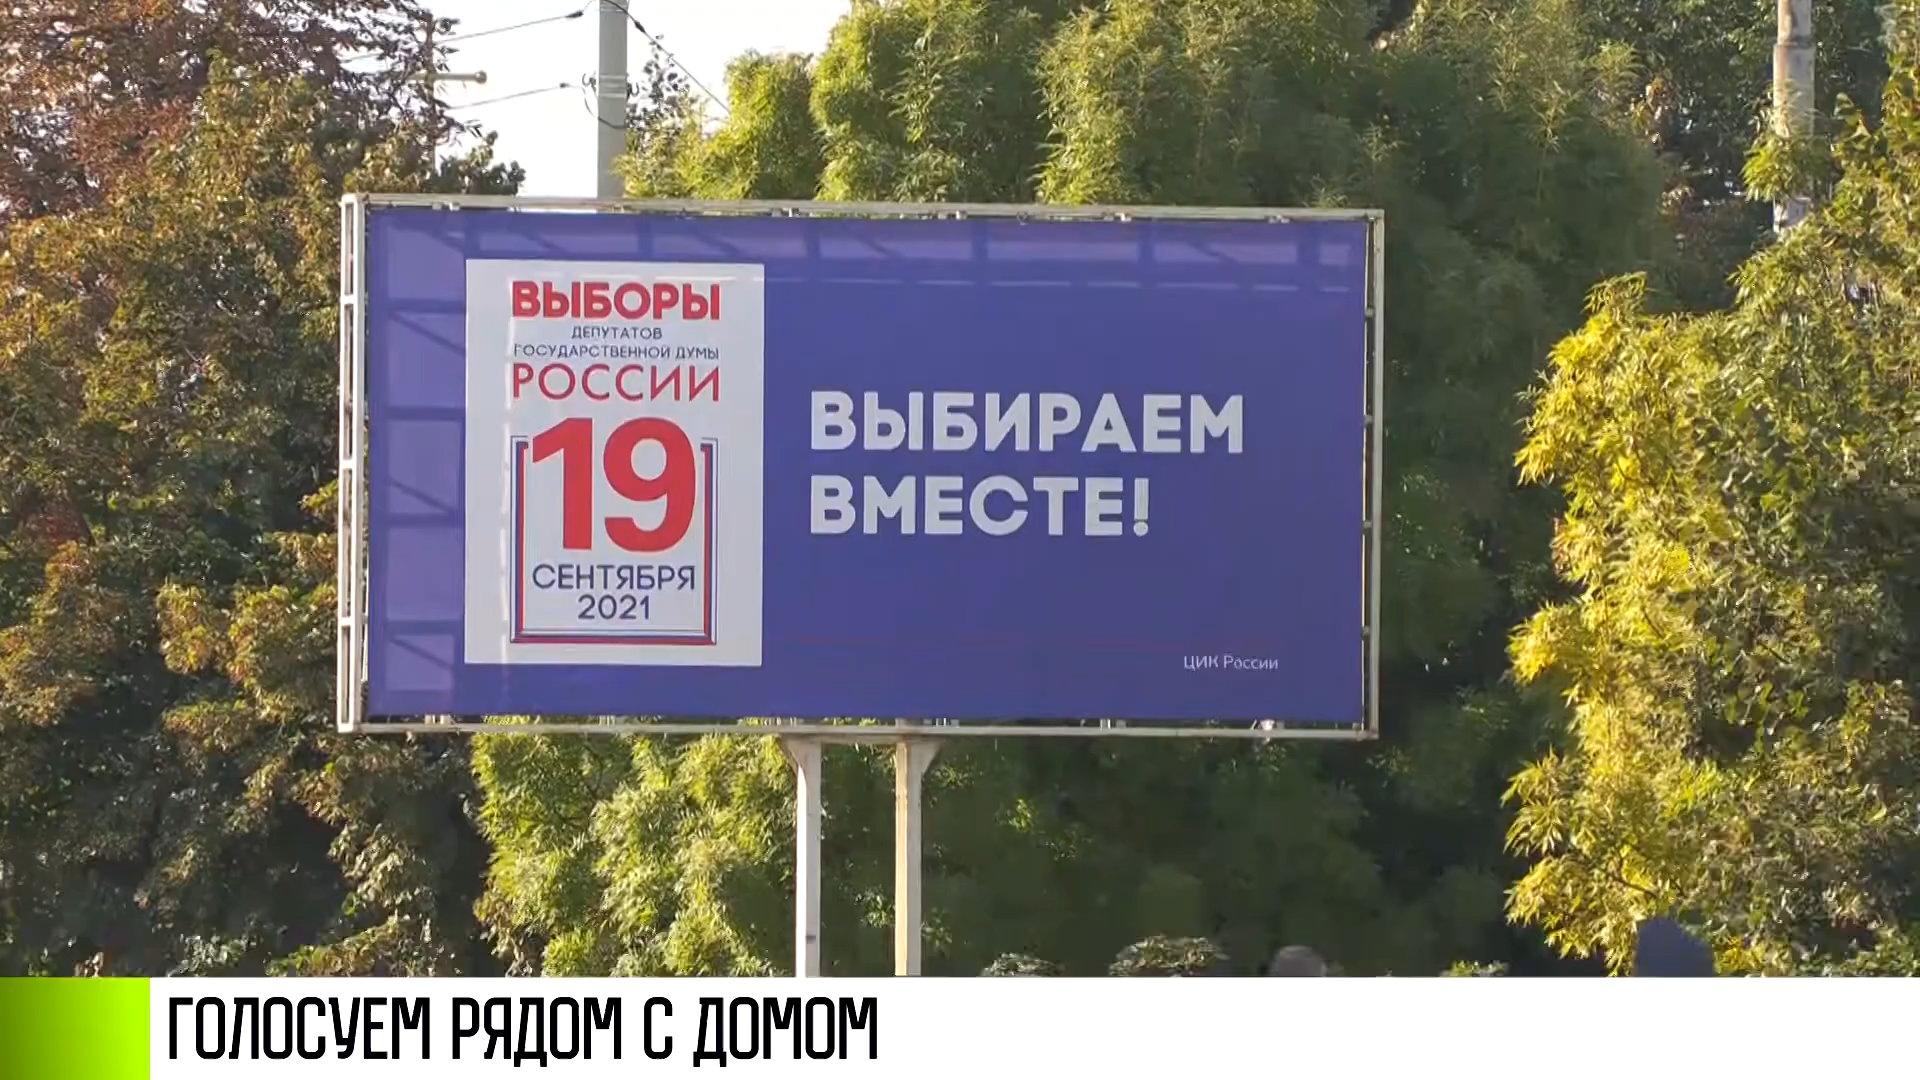 ВЫБОРЫ
ДЕПУТАТОВ
ГОСУДАРСТВЕННОЙ ДУМЫ
РОССИИ
19
СЕНТЯБРЯ
2021
ВЫБИРАЕМ
ВМЕСТЕ!
ЦИК России
ГОЛОСУЕМ РЯДОМ С ДОМОМ